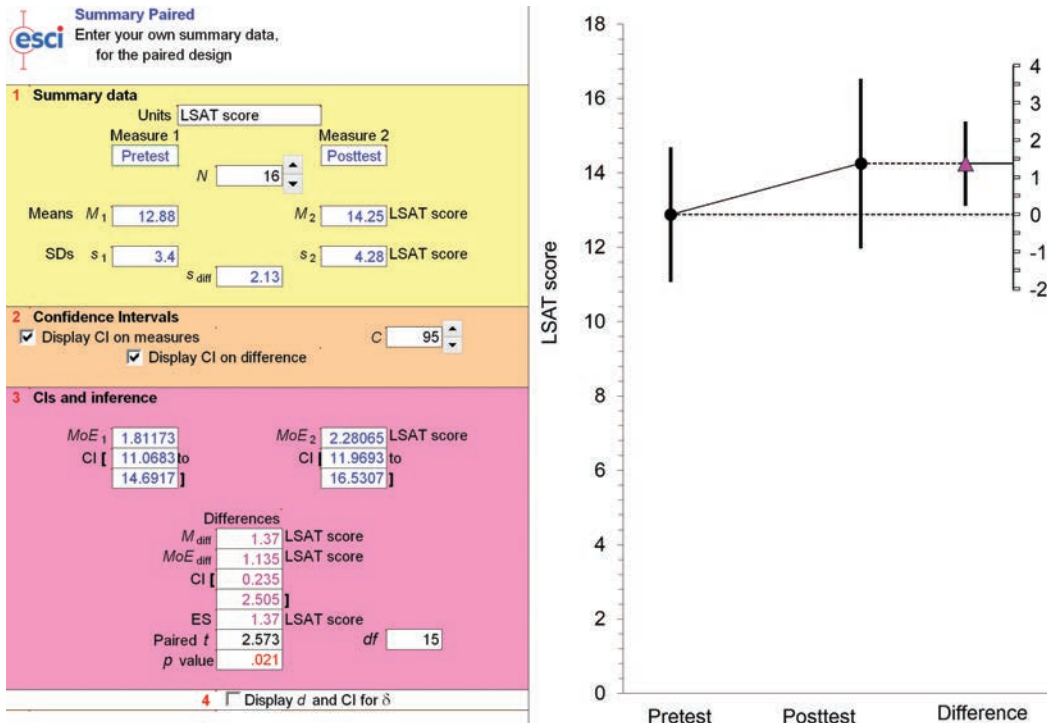 esci
Summary Paired
Enter your own summary data,
for the paired design
1 Summary data
Units LSAT score
Measure 1 Measure 2
Pretest Posttest
N 16
Means M1 12.88 M2 14.25 LSAT score
SDs s1 3.4 s2 4.28 LSAT score
sdiff 2.13
2 Confidence Intervals
Display CI on measures C 95
Display CI on difference
3 CIs and inference
MoE1 1.81173 MoE2 2.28065 LSAT score
CI [ 11.0683 to CI [ 11.9693 to
14.6917 ] 16.5307 ]
Differences
Mdiff 1.37 LSAT score
MoEdiff 1.135 LSAT score
CI [ 0.235
2.505 ]
ES 1.37 LSAT score
Paired t 2.573 df 15
p value .021
4 Display d and CI for δ
LSAT score
18
16
14
12
10
8
6
4
2
0
4
3
2
1
0
-1
-2
Pretest Posttest Difference